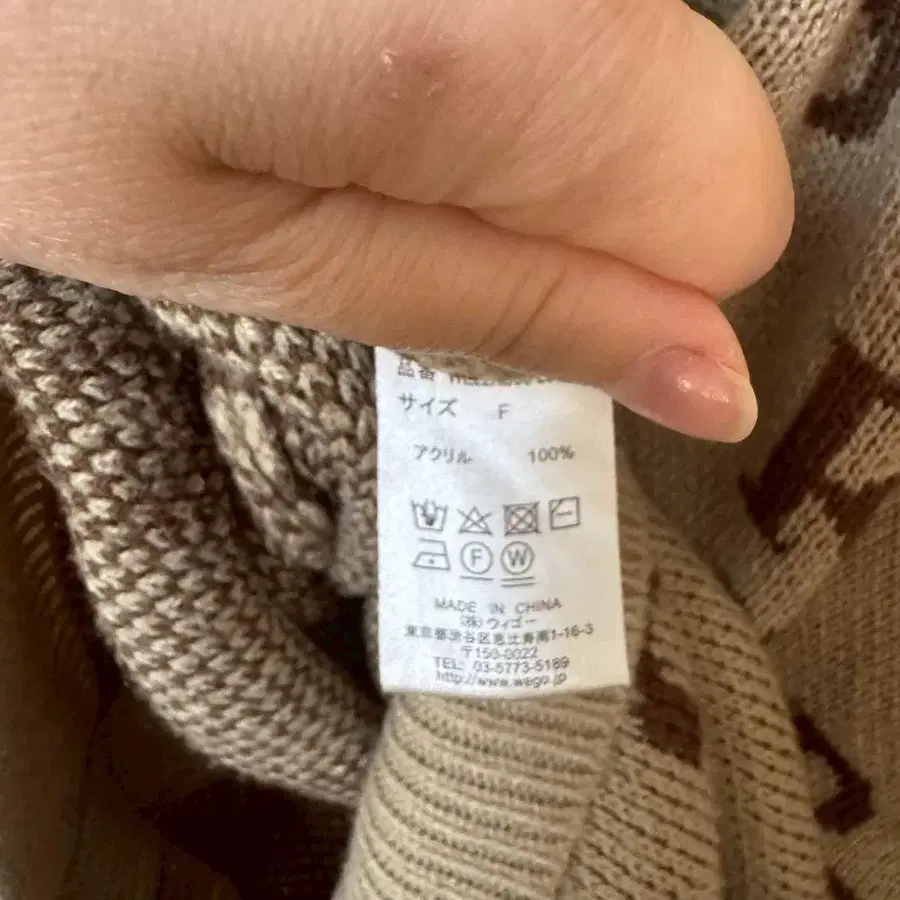 品番
サイズ F
アクリル 100%
F W
MADE IN CHINA
(株)ウィゴー
東京都渋谷区恵比寿南1-16-3
〒150-0022
TEL: 03-5773-5189
http://www.wego.jp